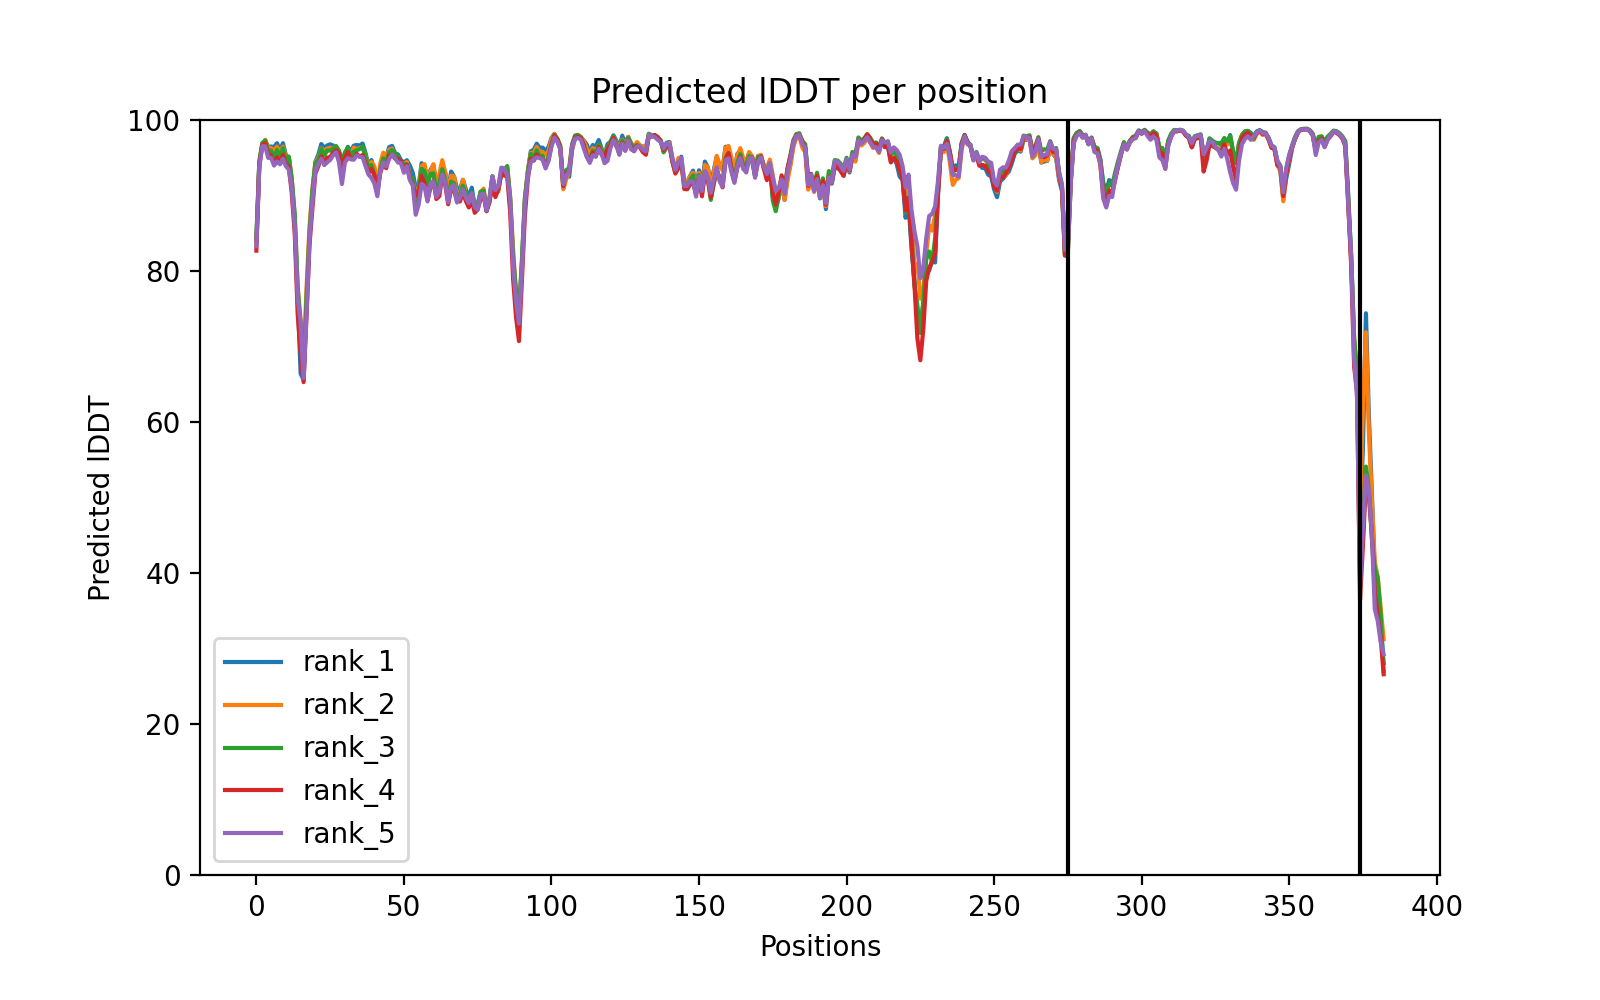 Predicted lDDT per position
100
80
60
40
20
0
Predicted lDDT
rank_1
rank_2
rank_3
rank_4
rank_5
0 50 100 150 200 250 300 350 400
Positions